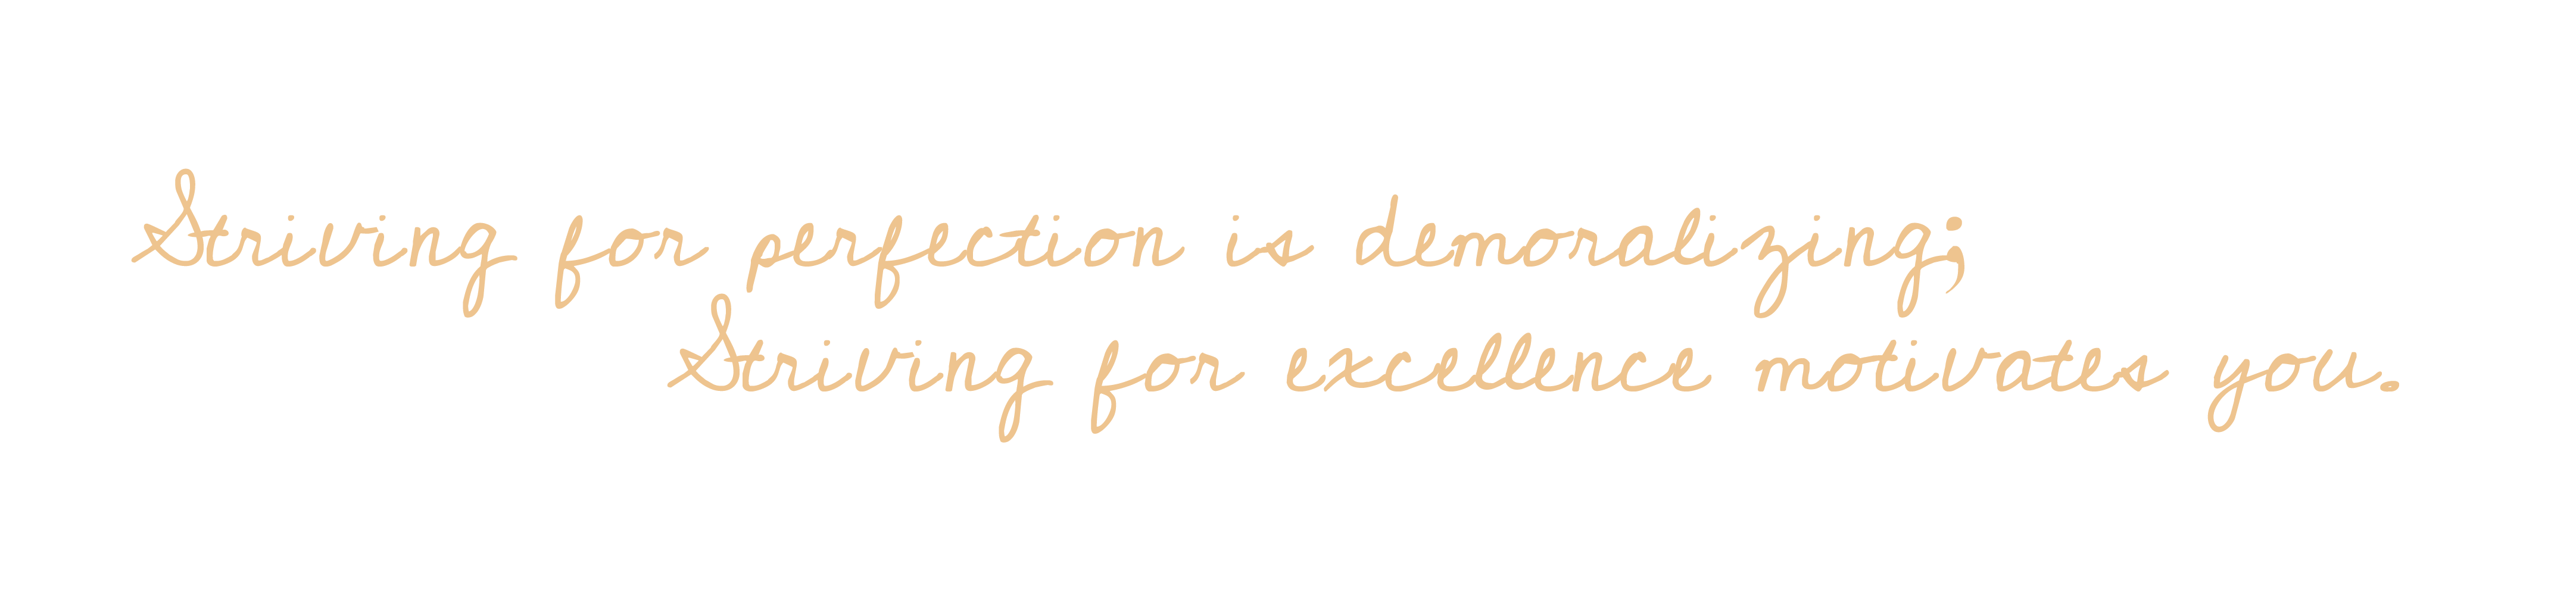 Striving for perfection is demoralizing;
Striving for excellence motivates you.